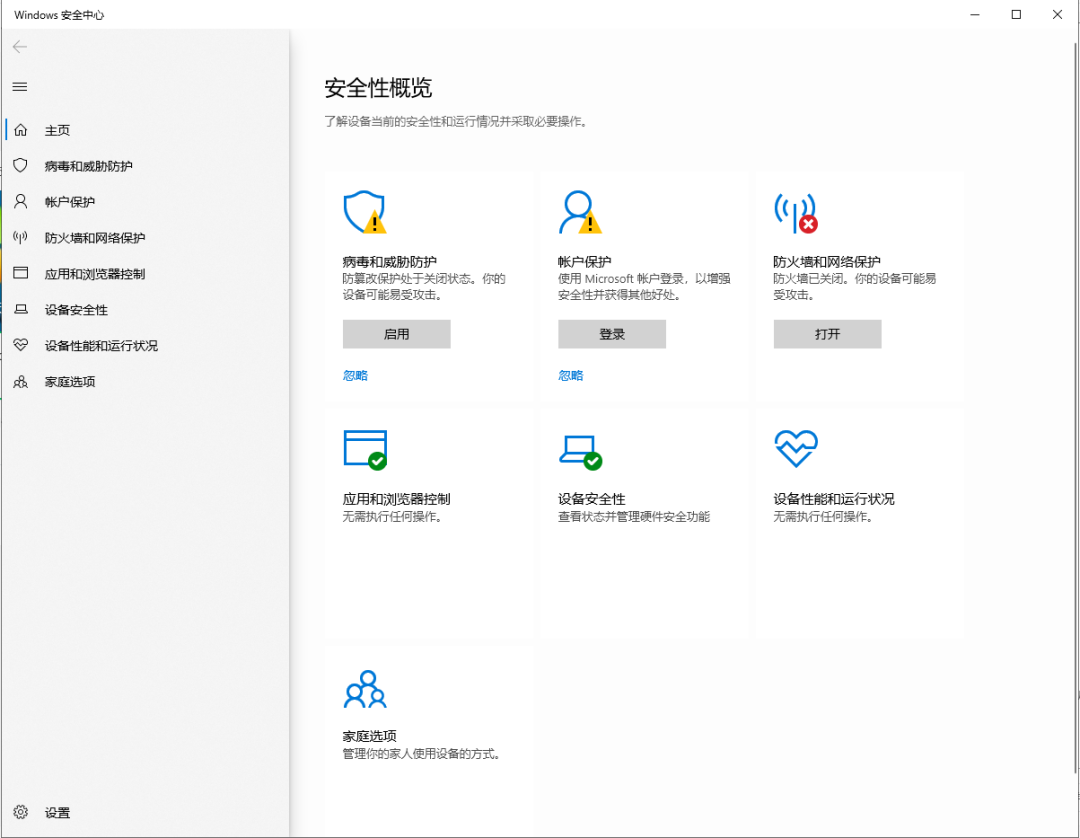 Windows 安全中心
主页
病毒和威胁防护
帐户保护
防火墙和网络保护
应用和浏览器控制
设备安全性
设备性能和运行状况
家庭选项
设置
安全性概览
了解设备当前的安全性和运行情况并采取必要操作。
病毒和威胁防护
防篡改保护处于关闭状态。你的
设备可能易受攻击。
启用
忽略
帐户保护
使用 Microsoft 帐户登录，以增强
安全性并获得其他好处。
登录
忽略
防火墙和网络保护
防火墙已关闭。你的设备可能易
受攻击。
打开
应用和浏览器控制
无需执行任何操作。
设备安全性
查看状态并管理硬件安全功能
设备性能和运行状况
无需执行任何操作。
家庭选项
管理你的家人使用设备的方式。